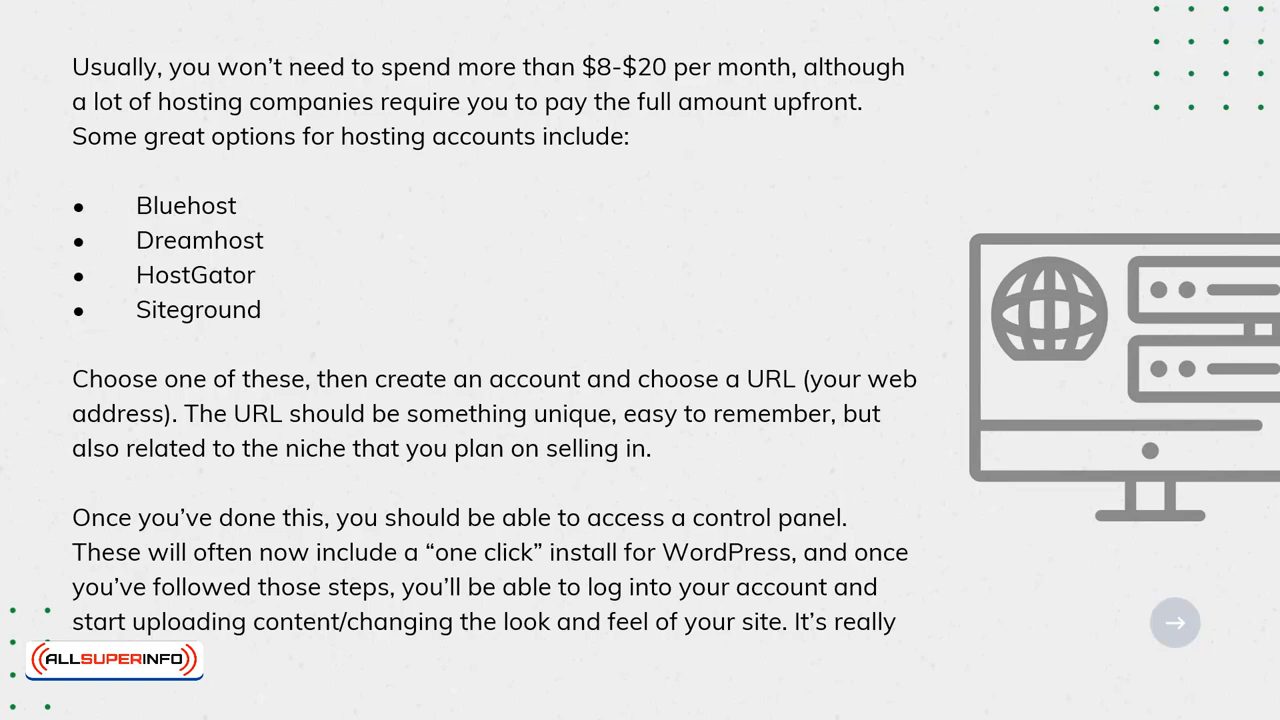 Usually, you won’t need to spend more than $8-$20 per month, although
a lot of hosting companies require you to pay the full amount upfront.
Some great options for hosting accounts include:
• Bluehost
• Dreamhost
• HostGator
• Siteground
Choose one of these, then create an account and choose a URL (your web
address). The URL should be something unique, easy to remember, but
also related to the niche that you plan on selling in.
Once you’ve done this, you should be able to access a control panel.
These will often now include a “one click” install for WordPress, and once
you’ve followed those steps, you’ll be able to log into your account and
start uploading content/changing the look and feel of your site. It’s really
ALLSUPERINFO